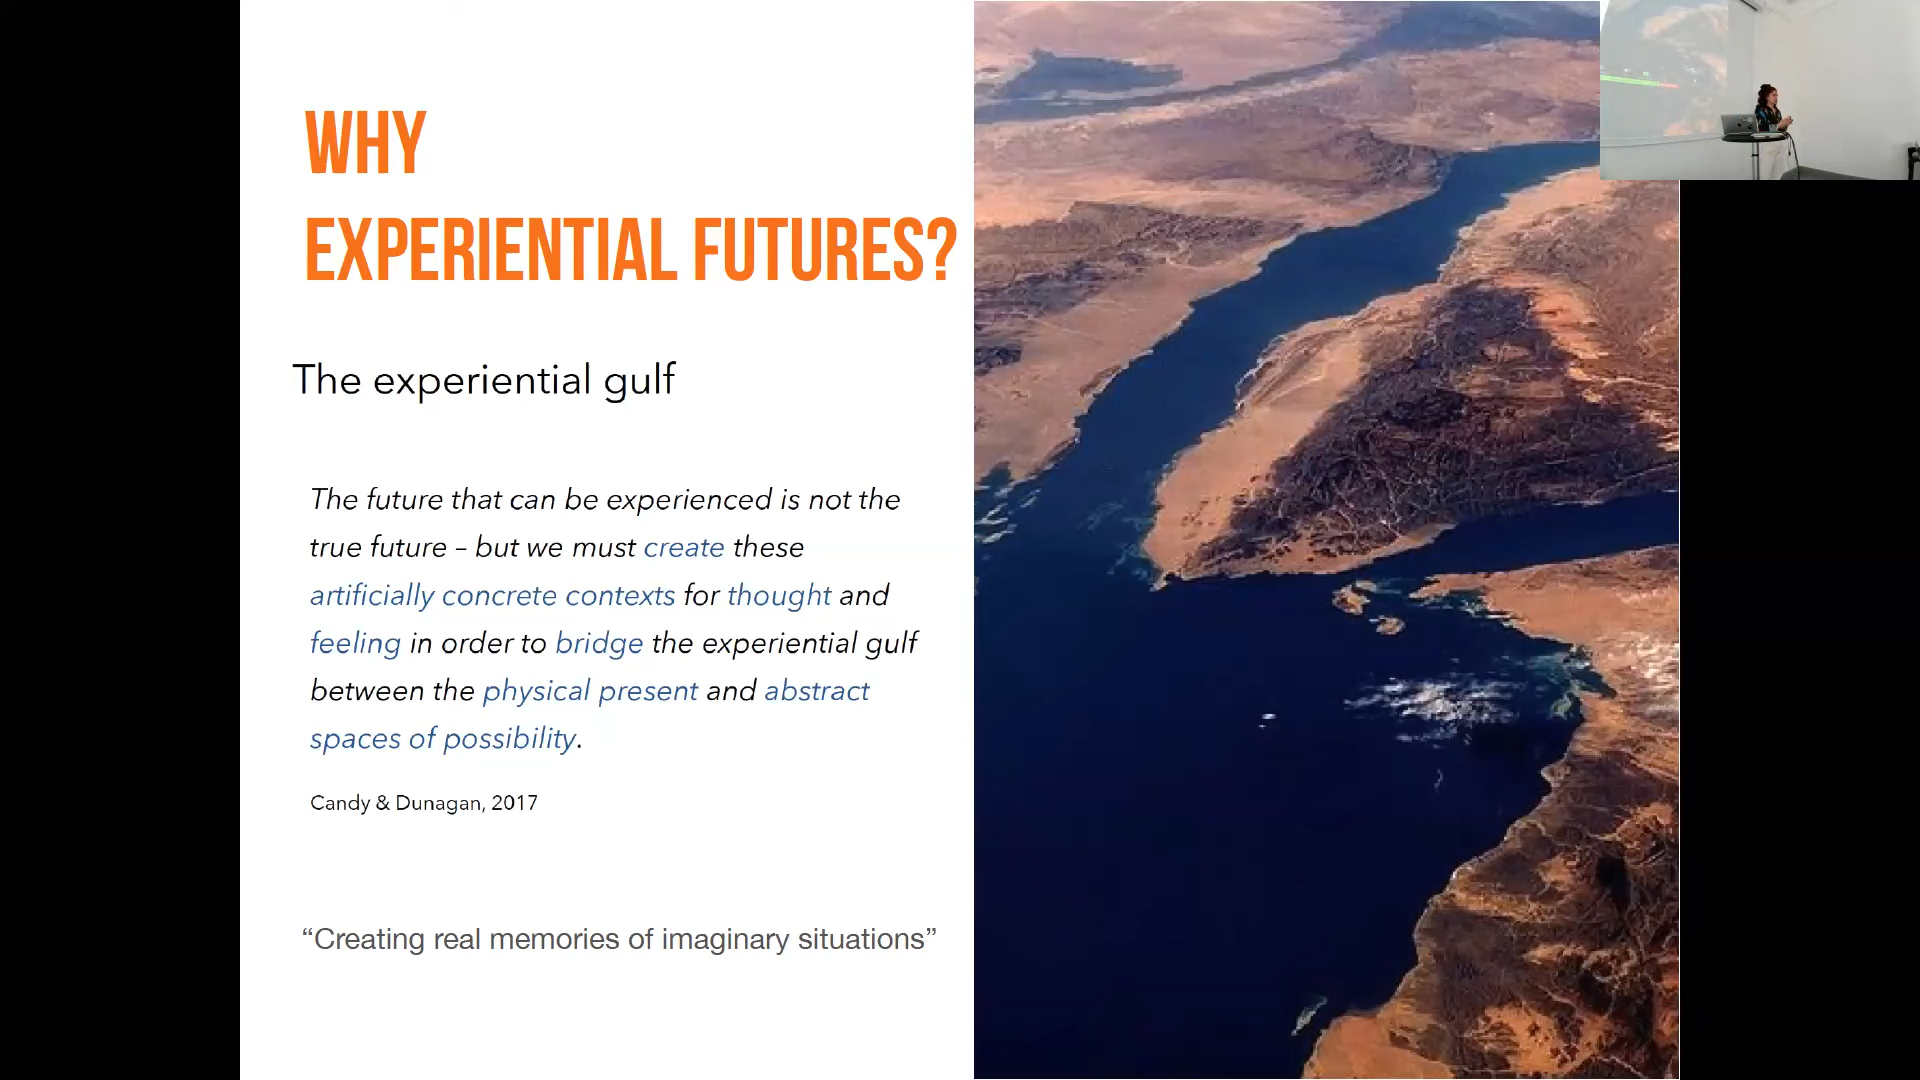 WHY
EXPERIENTIAL FUTURES?
The experiential gulf
The future that can be experienced is not the
true future – but we must create these
artificially concrete contexts for thought and
feeling in order to bridge the experiential gulf
between the physical present and abstract
spaces of possibility.
Candy & Dunagan, 2017
“Creating real memories of imaginary situations”